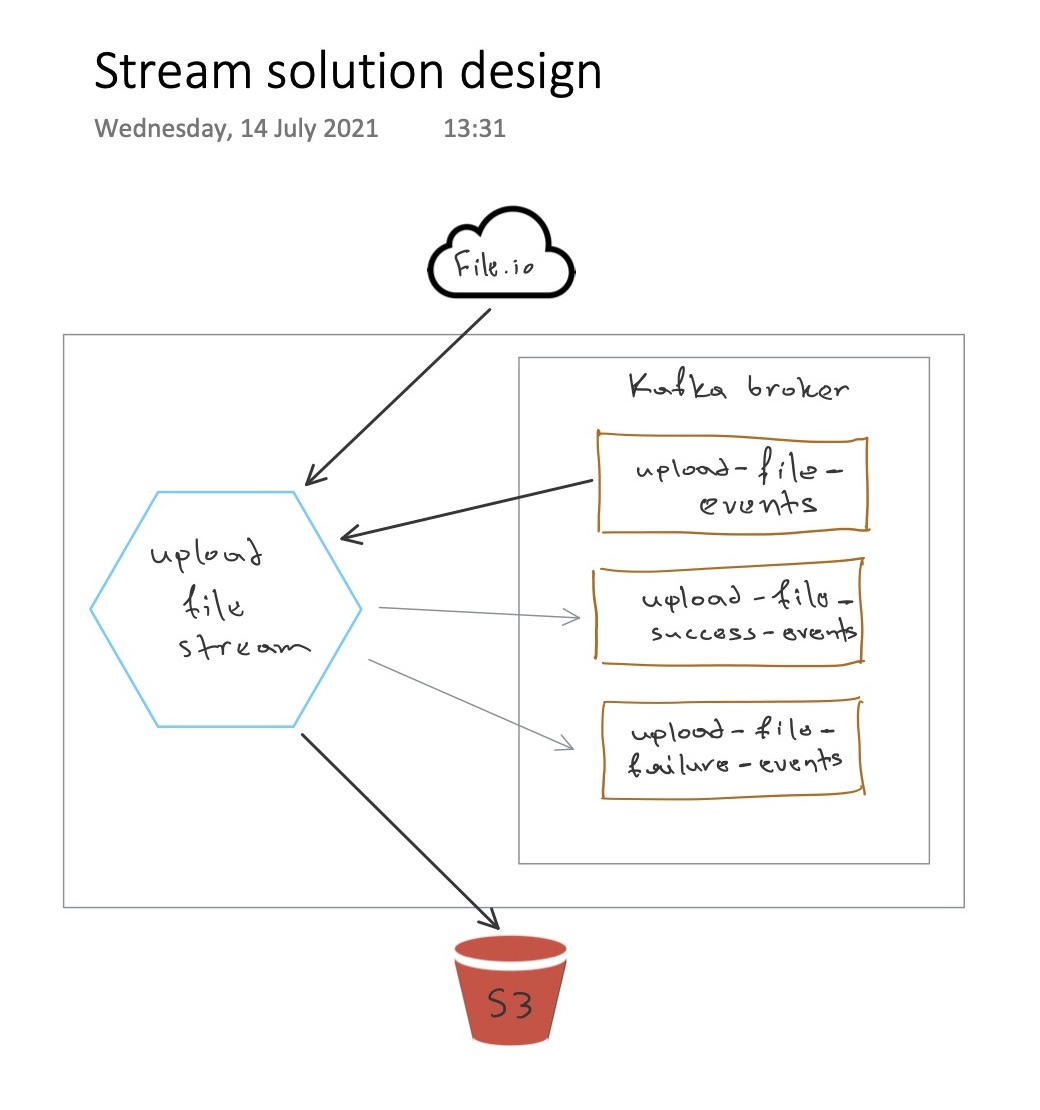 Stream solution design
Wednesday, 14 July 2021 13:31
File.io
Kafka broker
upload-file-
events
upload
file
stream
upload-file-
success-events
upload-file-
failure-events
S3